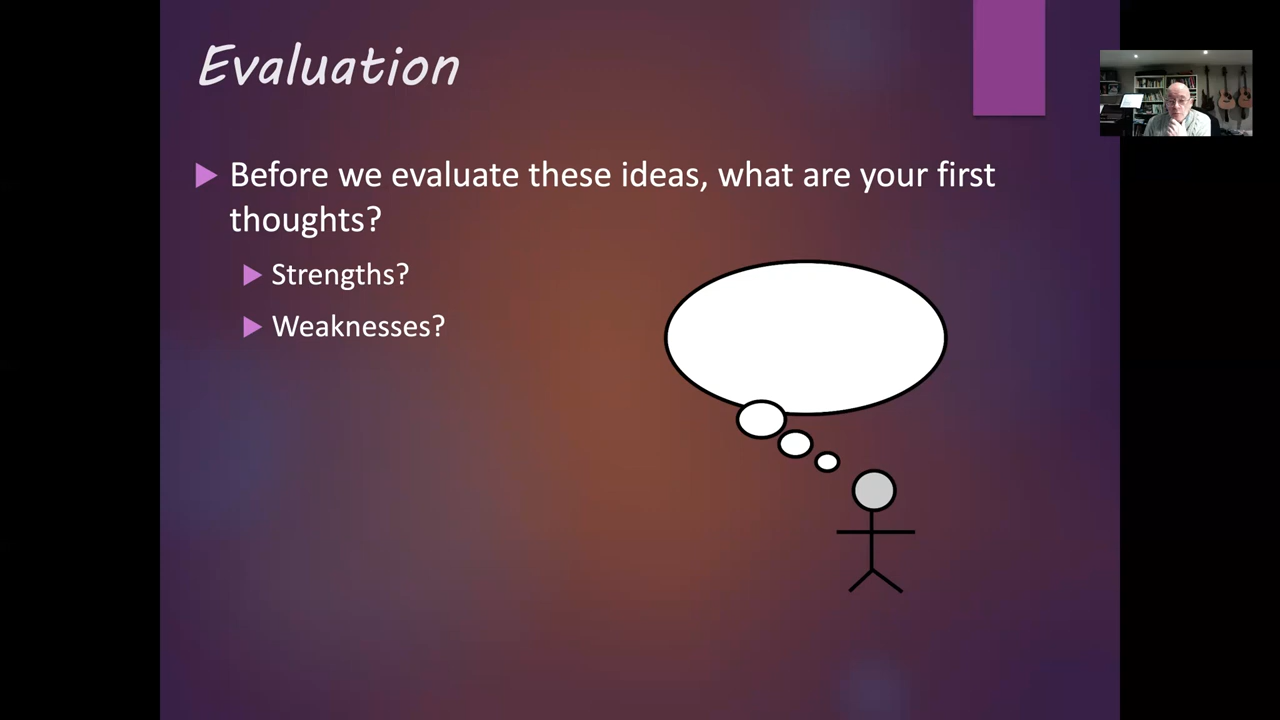 Evaluation
Before we evaluate these ideas, what are your first
thoughts?
Strengths?
Weaknesses?